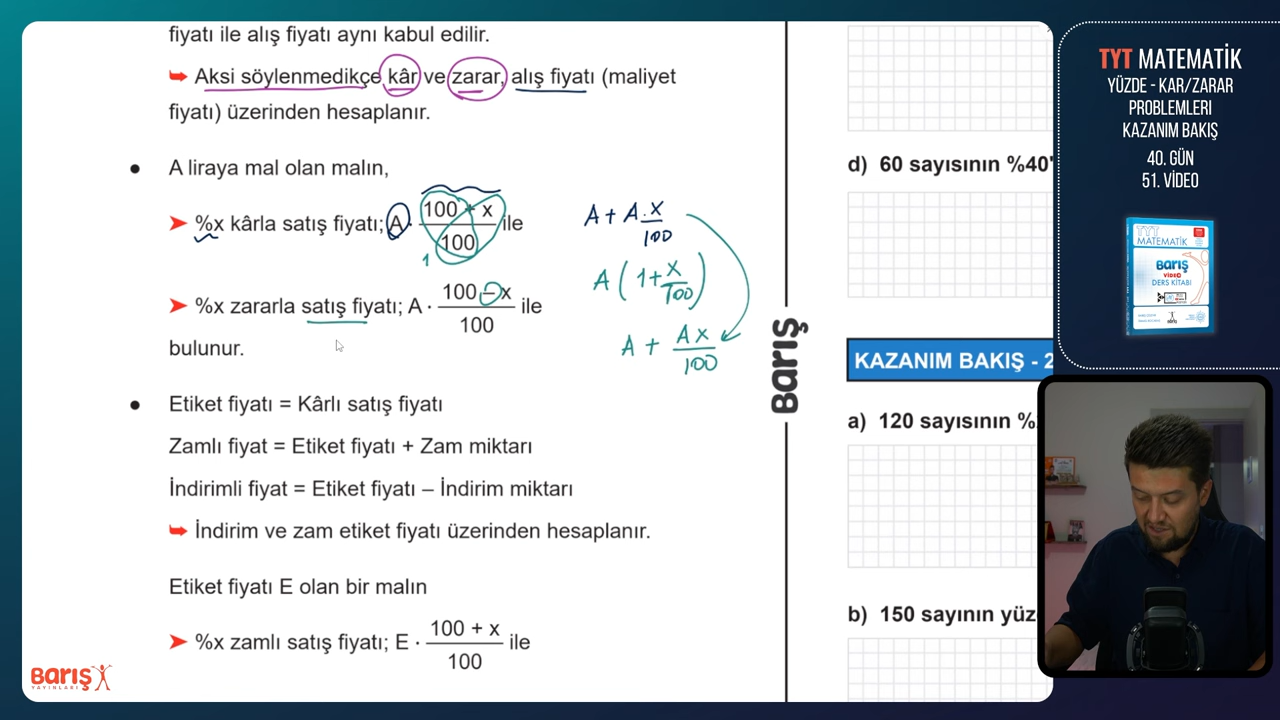 fiyatı ile alış fiyatı aynı kabul edilir.
➥ Aksi söylenmedikçe kâr ve zarar, alış fiyatı (maliyet
fiyatı) üzerinden hesaplanır.
● A liraya mal olan malın,
➤ %x kârla satış fiyatı; A · (100 + x)/100 ile
1
➤ %x zararla satış fiyatı; A · (100 – x)/100 ile
bulunur.
A + A·x/100
A(1 + x/100)
A + Ax/100
● Etiket fiyatı = Kârlı satış fiyatı
Zamlı fiyat = Etiket fiyatı + Zam miktarı
İndirimli fiyat = Etiket fiyatı – İndirim miktarı
➥ İndirim ve zam etiket fiyatı üzerinden hesaplanır.
Etiket fiyatı E olan bir malın
➤ %x zamlı satış fiyatı; E · (100 + x)/100 ile
BARIŞ
YAYINLARI
Barış
d) 60 sayısının %40'
KAZANIM BAKIŞ - 2
a) 120 sayısının %
b) 150 sayının yüz
TYT MATEMATİK
YÜZDE - KAR/ZARAR
PROBLEMLERI
KAZANIM BAKIŞ
40. GÜN
51. VİDEO
TYT
MATEMATİK
BARIŞ
VİDEO
DERS KİTABI